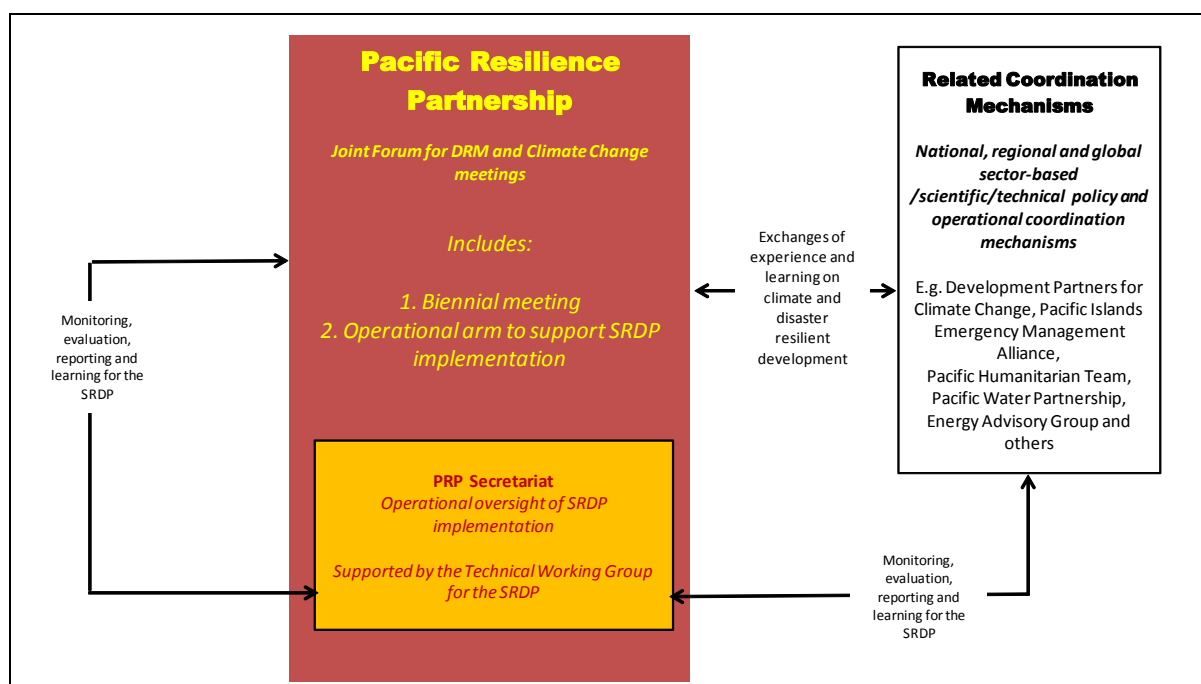 Pacific Resilience
Partnership
Joint Forum for DRM and Climate Change
meetings
Includes:
1. Biennial meeting
2. Operational arm to support SRDP
implementation
PRP Secretariat
Operational oversight of SRDP
implementation
Supported by the Technical Working Group
for the SRDP
Monitoring,
evaluation,
reporting and
learning for the
SRDP
Exchanges of
experience and
learning on
climate and
disaster
resilient
development
Related Coordination
Mechanisms
National, regional and global
sector-based
/scientific/technical policy and
operational coordination
mechanisms
E.g. Development Partners for
Climate Change, Pacific Islands
Emergency Management
Alliance,
Pacific Humanitarian Team,
Pacific Water Partnership,
Energy Advisory Group and
others
Monitoring,
evaluation,
reporting and
learning for the
SRDP